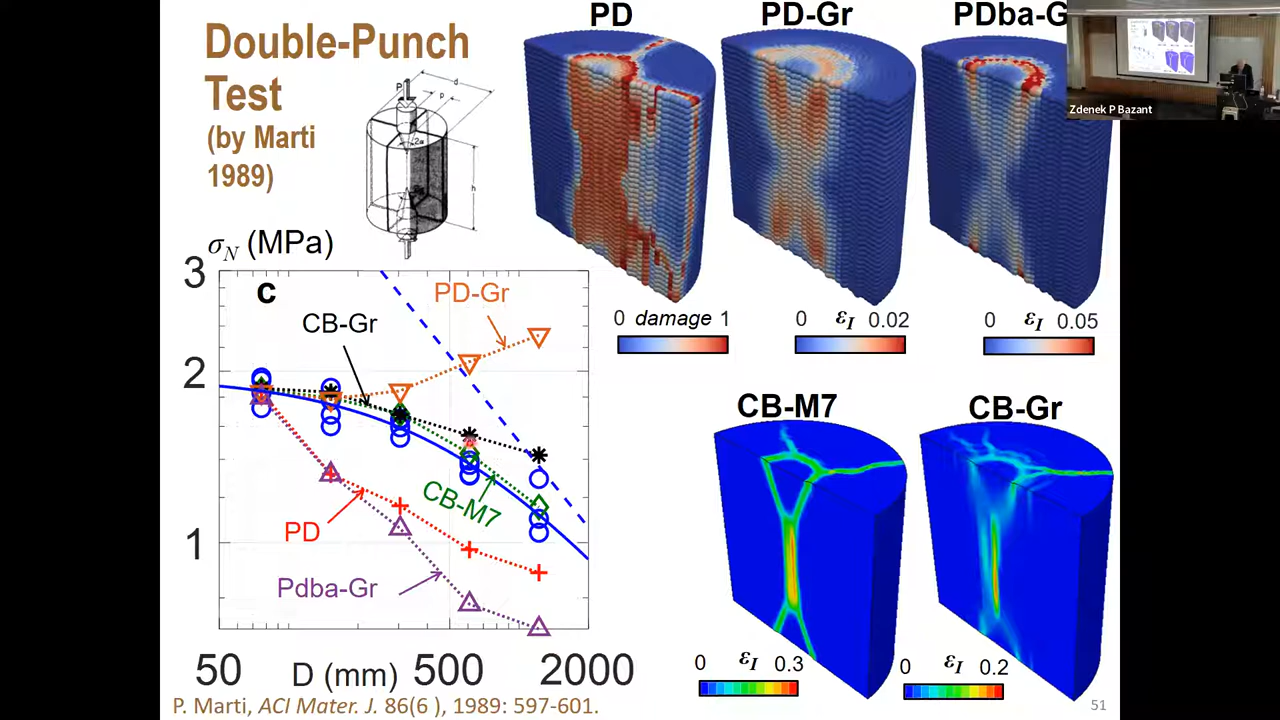 Double-Punch
Test
(by Marti
1989)
P
d
p
2a
h
PD
PD-Gr
PDba-G
Zdenek P Bazant
0 damage 1
0 εI 0.02
0 εI 0.05
σN (MPa)
3
c
PD-Gr
CB-Gr
2
CB-M7
PD
1
Pdba-Gr
50 D (mm) 500 2000
CB-M7
CB-Gr
0 εI 0.3
0 εI 0.2
P. Marti, ACI Mater. J. 86(6 ), 1989: 597-601.
51